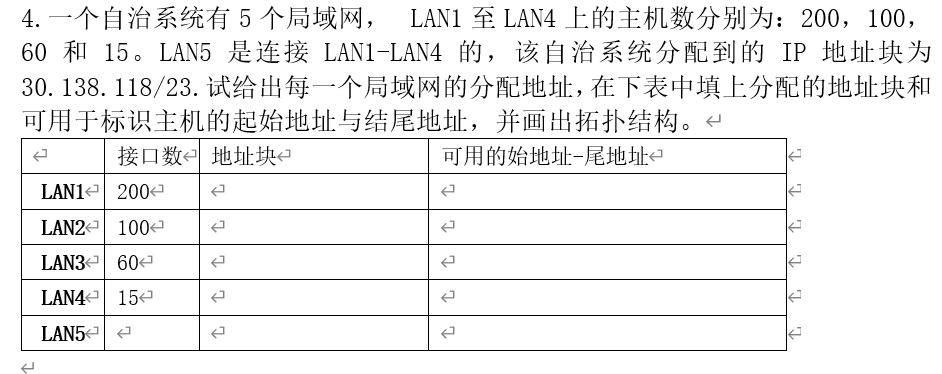 4.一个自治系统有 5 个局域网， LAN1 至 LAN4 上的主机数分别为：200，100，
60 和 15。LAN5 是连接 LAN1-LAN4 的，该自治系统分配到的 IP 地址块为
30.138.118/23.试给出每一个局域网的分配地址,在下表中填上分配的地址块和
可用于标识主机的起始地址与结尾地址，并画出拓扑结构。
接口数 地址块 可用的始地址-尾地址
LAN1 200
LAN2 100
LAN3 60
LAN4 15
LAN5